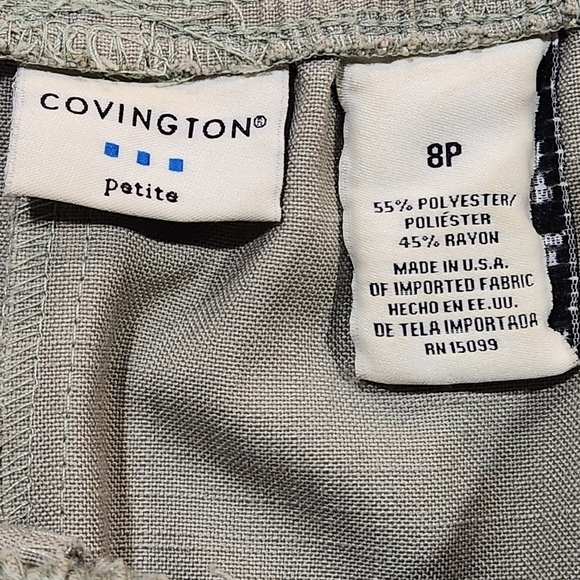 COVINGTON®
petite
8P
55% POLYESTER/
POLIÉSTER
45% RAYON
MADE IN U.S.A.
OF IMPORTED FABRIC
HECHO EN EE.UU.
DE TELA IMPORTADA
RN 15099